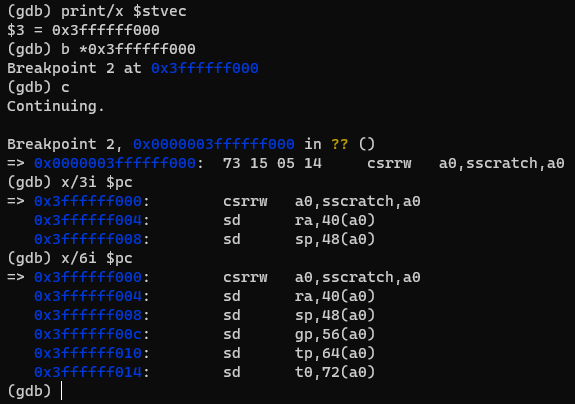 (gdb) print/x $stvec
$3 = 0x3ffffff000
(gdb) b *0x3ffffff000
Breakpoint 2 at 0x3ffffff000
(gdb) c
Continuing.
Breakpoint 2, 0x0000003ffffff000 in ?? ()
=> 0x0000003ffffff000: 73 15 05 14 csrrw a0,sscratch,a0
(gdb) x/3i $pc
=> 0x3ffffff000: csrrw a0,sscratch,a0
0x3ffffff004: sd ra,40(a0)
0x3ffffff008: sd sp,48(a0)
(gdb) x/6i $pc
=> 0x3ffffff000: csrrw a0,sscratch,a0
0x3ffffff004: sd ra,40(a0)
0x3ffffff008: sd sp,48(a0)
0x3ffffff00c: sd gp,56(a0)
0x3ffffff010: sd tp,64(a0)
0x3ffffff014: sd t0,72(a0)
(gdb)